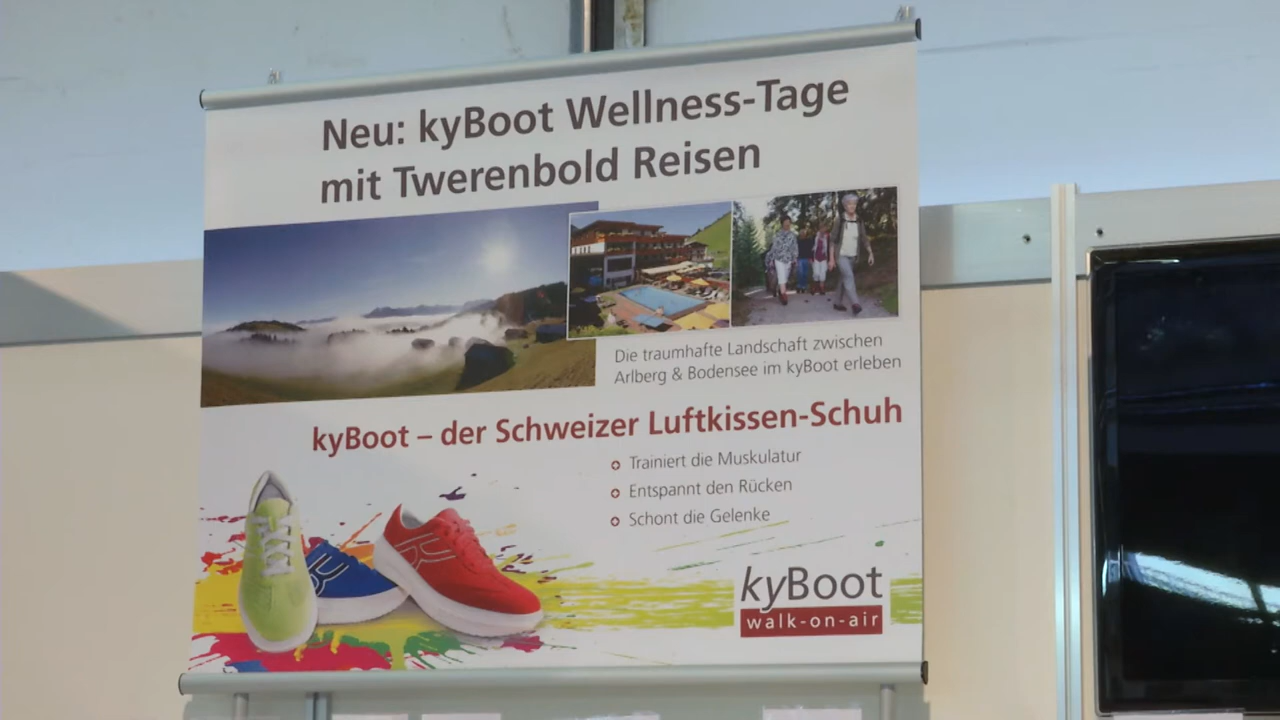 Neu: kyBoot Wellness-Tage
mit Twerenbold Reisen
Die traumhafte Landschaft zwischen
Arlberg & Bodensee im kyBoot erleben
kyBoot – der Schweizer Luftkissen-Schuh
Trainiert die Muskulatur
Entspannt den Rücken
Schont die Gelenke
kyBoot
walk-on-air